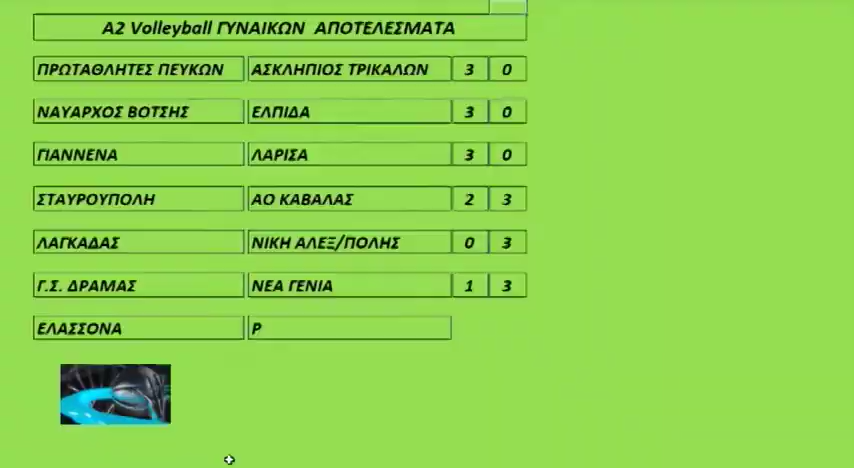 Α2 Volleyball ΓΥΝΑΙΚΩΝ ΑΠΟΤΕΛΕΣΜΑΤΑ
ΠΡΩΤΑΘΛΗΤΕΣ ΠΕΥΚΩΝ ΑΣΚΛΗΠΙΟΣ ΤΡΙΚΑΛΩΝ 3 0
ΝΑΥΑΡΧΟΣ ΒΟΤΣΗΣ ΕΛΠΙΔΑ 3 0
ΓΙΑΝΝΕΝΑ ΛΑΡΙΣΑ 3 0
ΣΤΑΥΡΟΥΠΟΛΗ ΑΟ ΚΑΒΑΛΑΣ 2 3
ΛΑΓΚΑΔΑΣ ΝΙΚΗ ΑΛΕΞ/ΠΟΛΗΣ 0 3
Γ.Σ. ΔΡΑΜΑΣ ΝΕΑ ΓΕΝΙΑ 1 3
ΕΛΑΣΣΟΝΑ Ρ